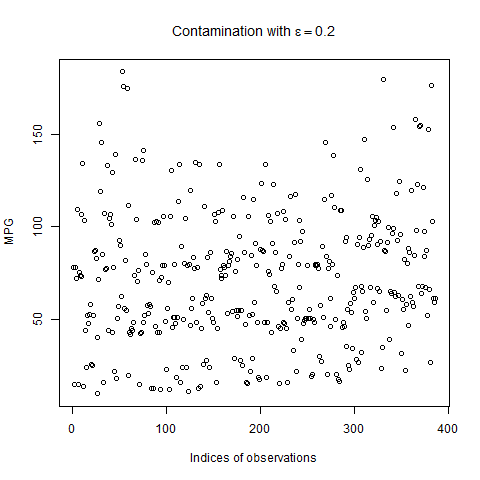 Contamination with ε = 0.2
MPG
150
100
50
0
100
200
300
400
Indices of observations